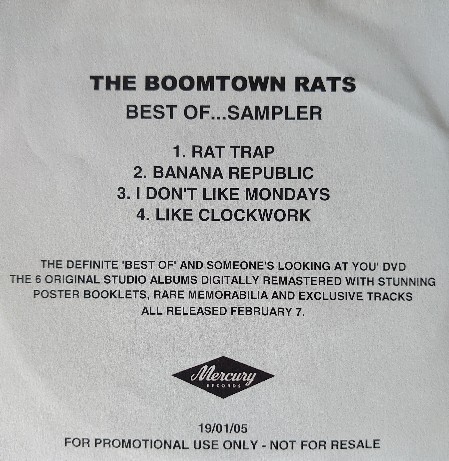 THE BOOMTOWN RATS
BEST OF...SAMPLER
1. RAT TRAP
2. BANANA REPUBLIC
3. I DON'T LIKE MONDAYS
4. LIKE CLOCKWORK
THE DEFINITE 'BEST OF' AND SOMEONE'S LOOKING AT YOU' DVD
THE 6 ORIGINAL STUDIO ALBUMS DIGITALLY REMASTERED WITH STUNNING
POSTER BOOKLETS, RARE MEMORABILIA AND EXCLUSIVE TRACKS
ALL RELEASED FEBRUARY 7.
Mercury
RECORDS
19/01/05
FOR PROMOTIONAL USE ONLY - NOT FOR RESALE